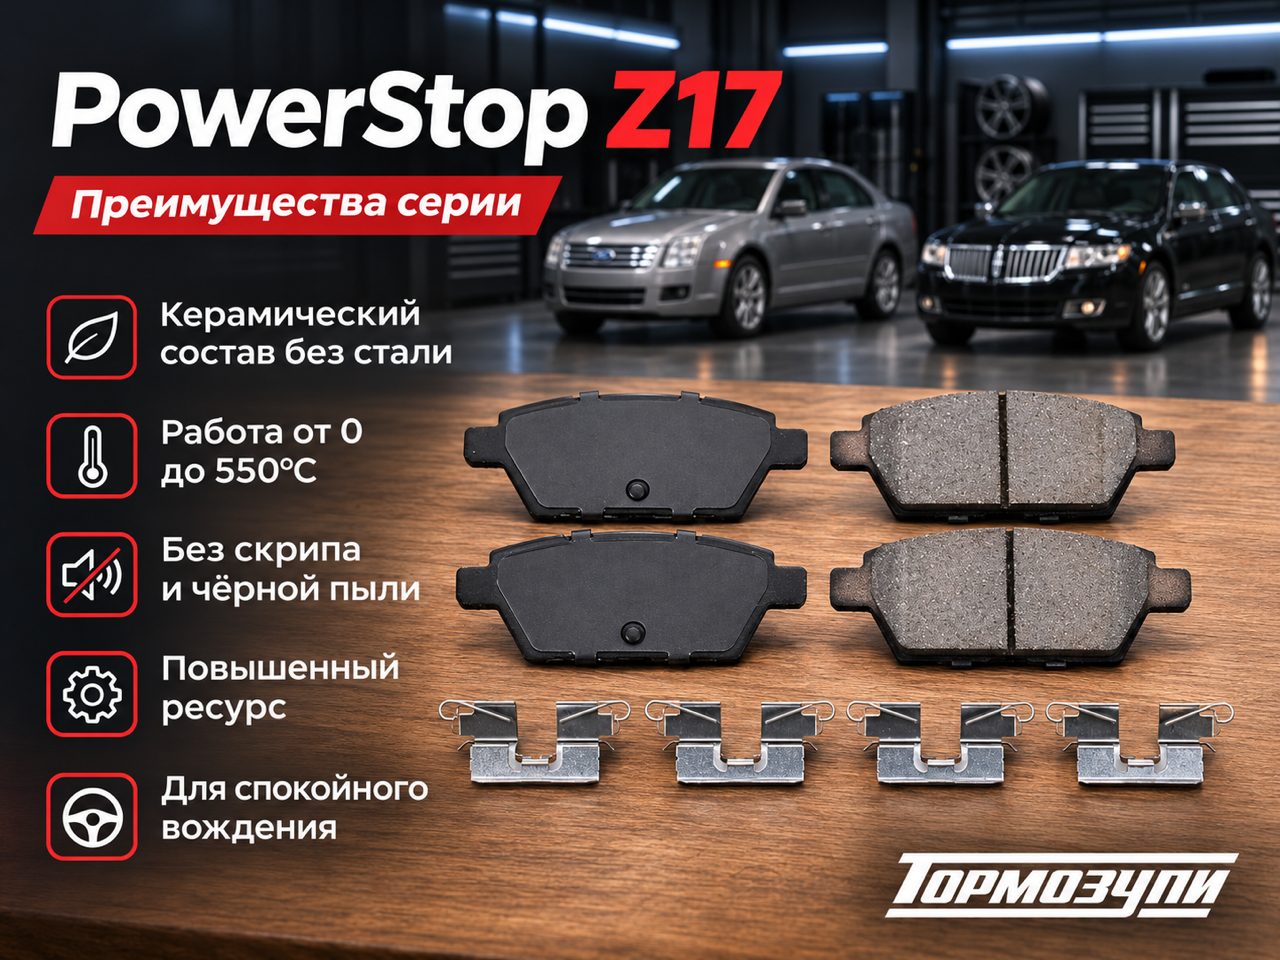 PowerStop Z17
Преимущества серии
Керамический
состав без стали
Работа от 0
до 550°C
Без скрипа
и чёрной пыли
Повышенный
ресурс
Для спокойного
вождения
ТОРМОЗУПИ